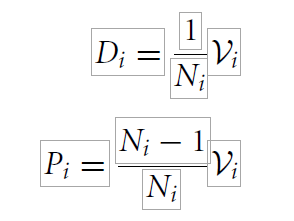 D_i = \frac{1}{N_i} \mathcal{V}_i
P_i = \frac{N_i - 1}{N_i} \mathcal{V}_i